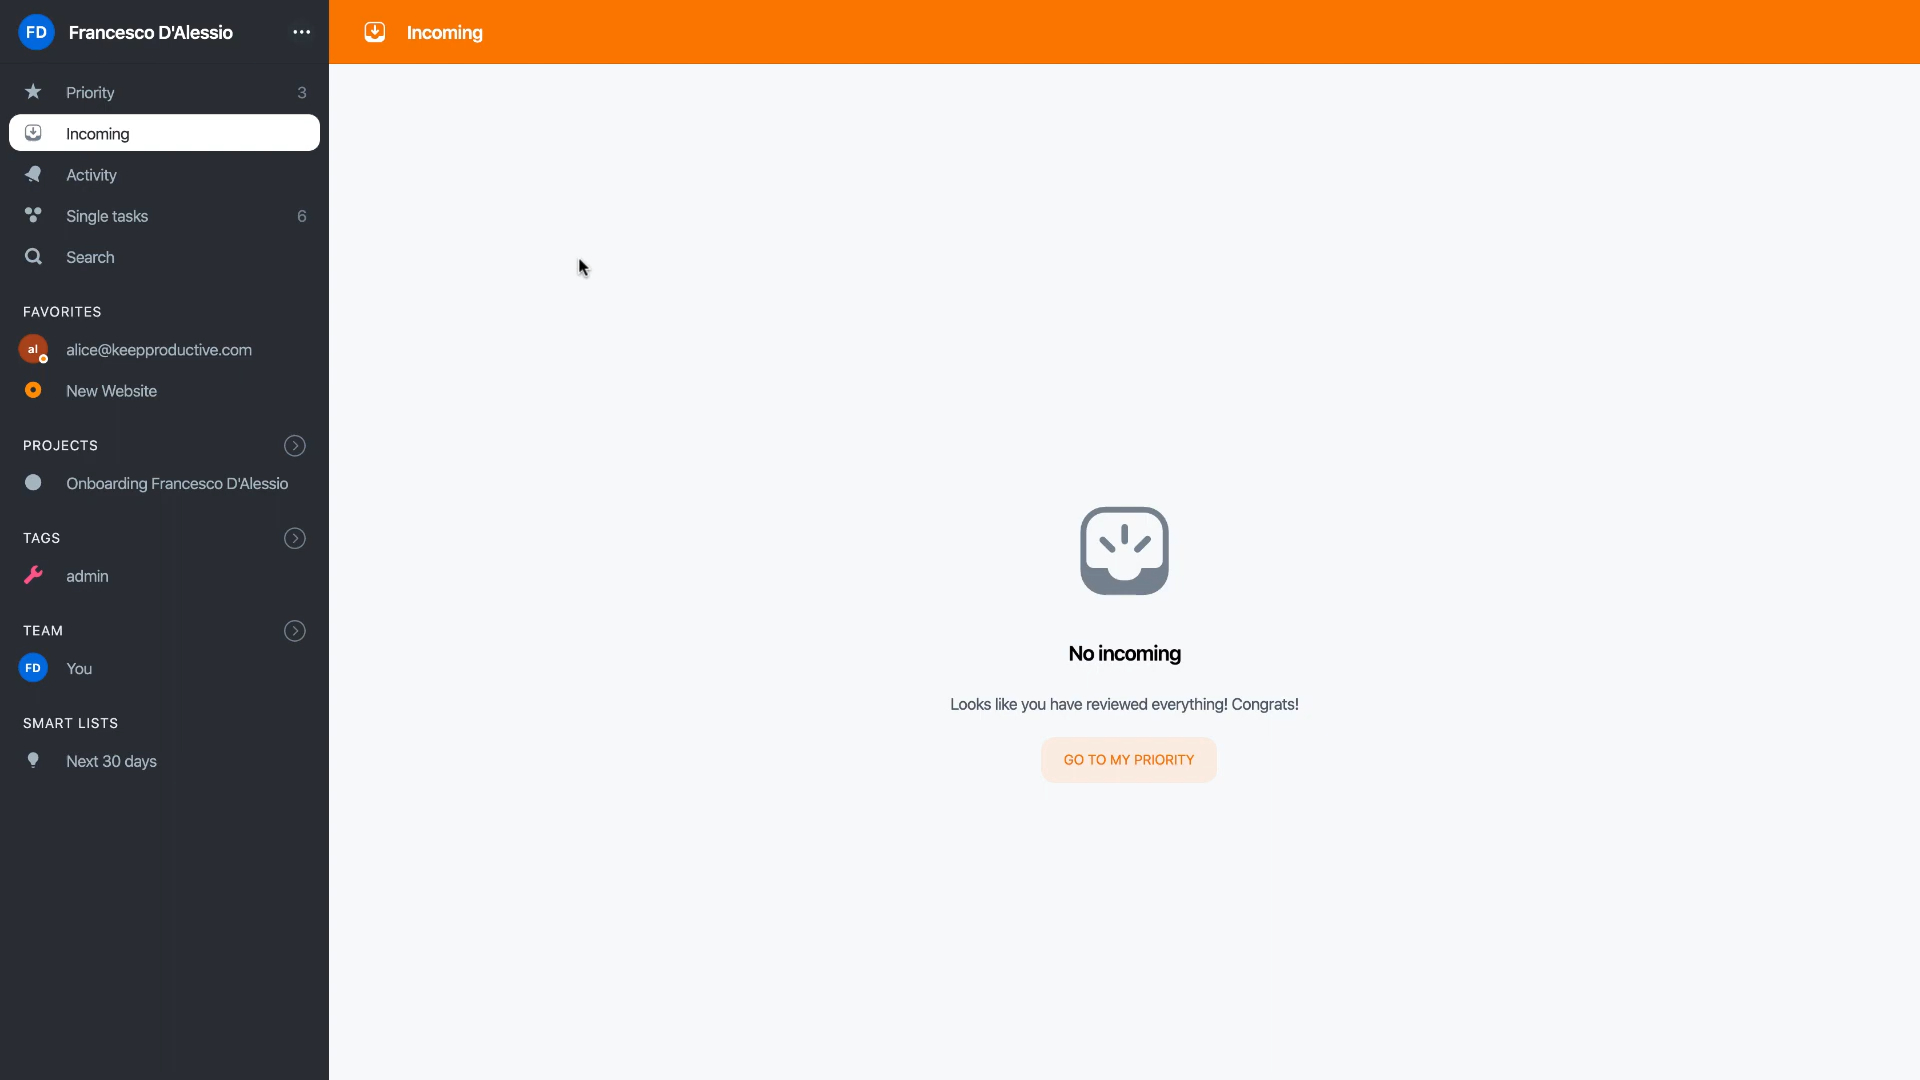 FD Francesco D'Alessio
Incoming
Priority 3
Incoming
Activity
Single tasks 6
Search
FAVORITES
al alice@keepproductive.com
New Website
PROJECTS
Onboarding Francesco D'Alessio
TAGS
admin
TEAM
FD You
SMART LISTS
Next 30 days
No incoming
Looks like you have reviewed everything! Congrats!
GO TO MY PRIORITY